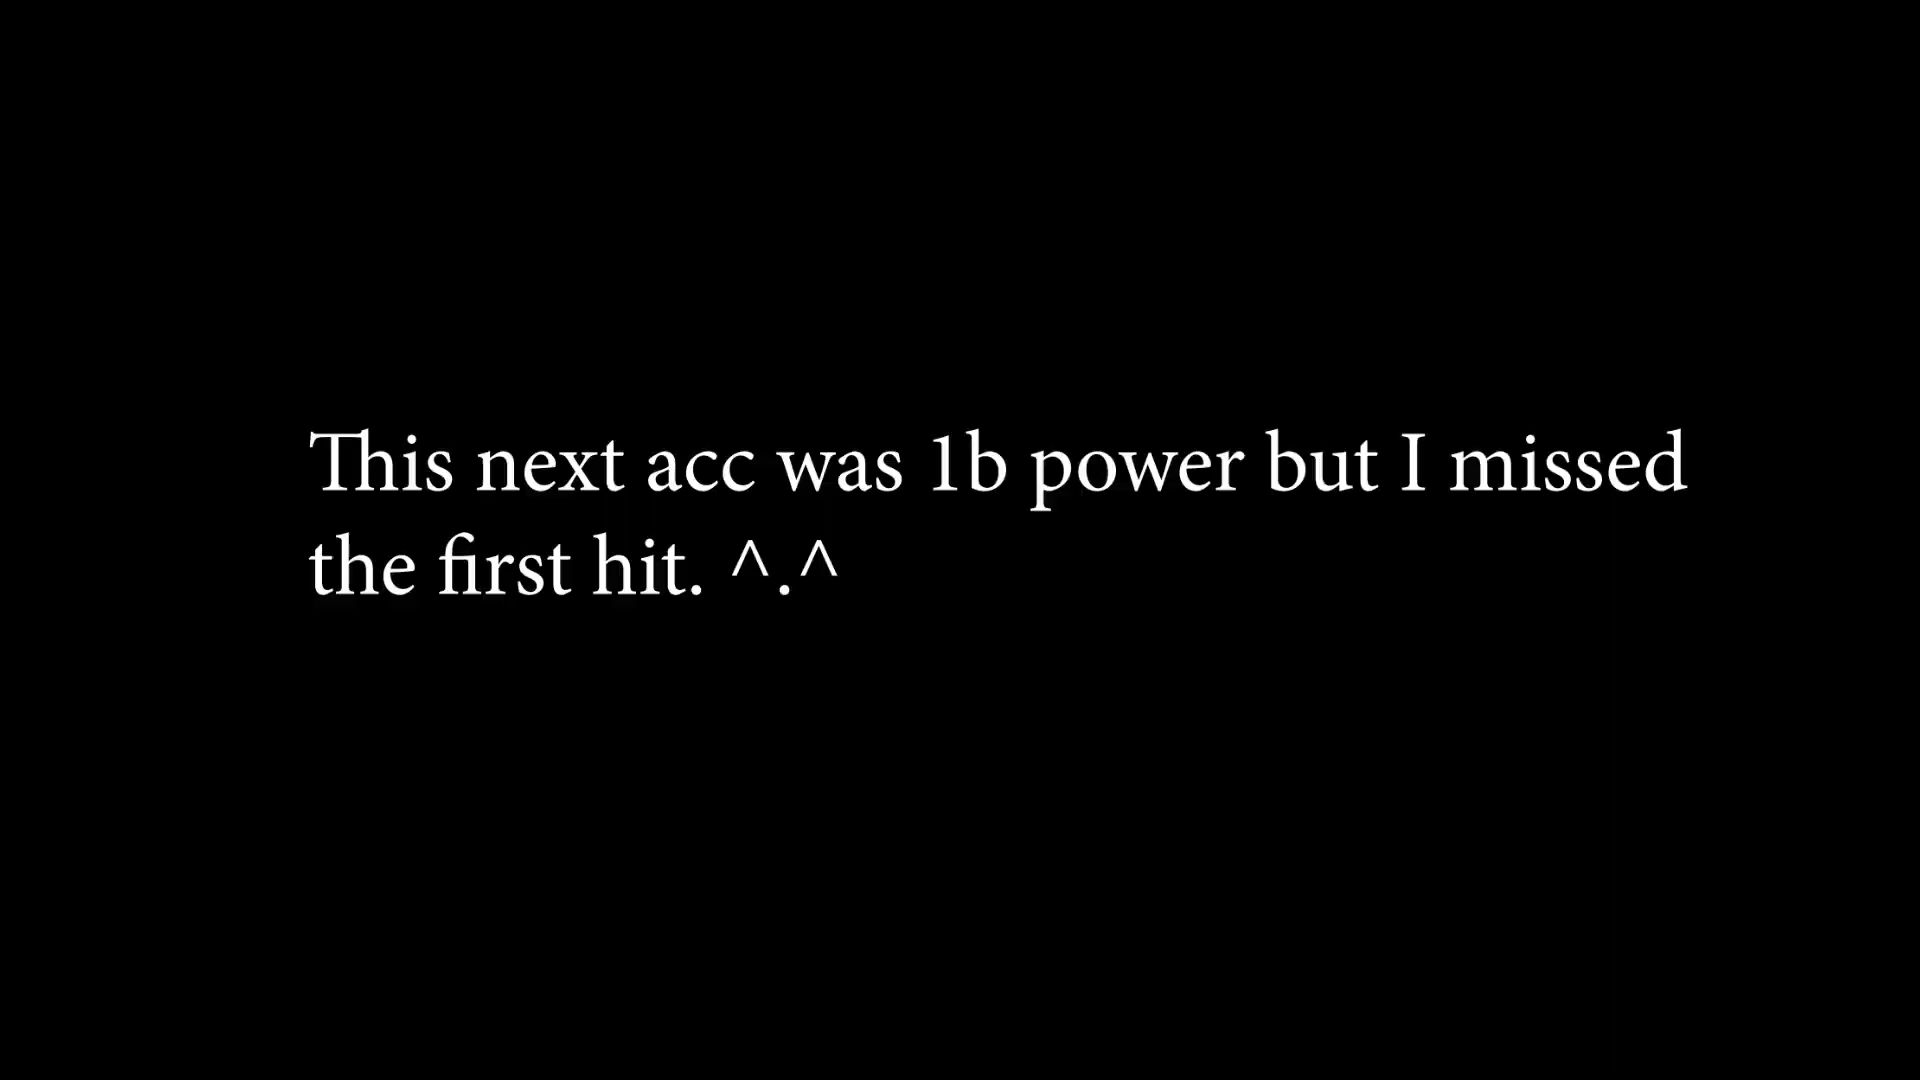 This next acc was 1b power but I missed
the first hit. ^.^